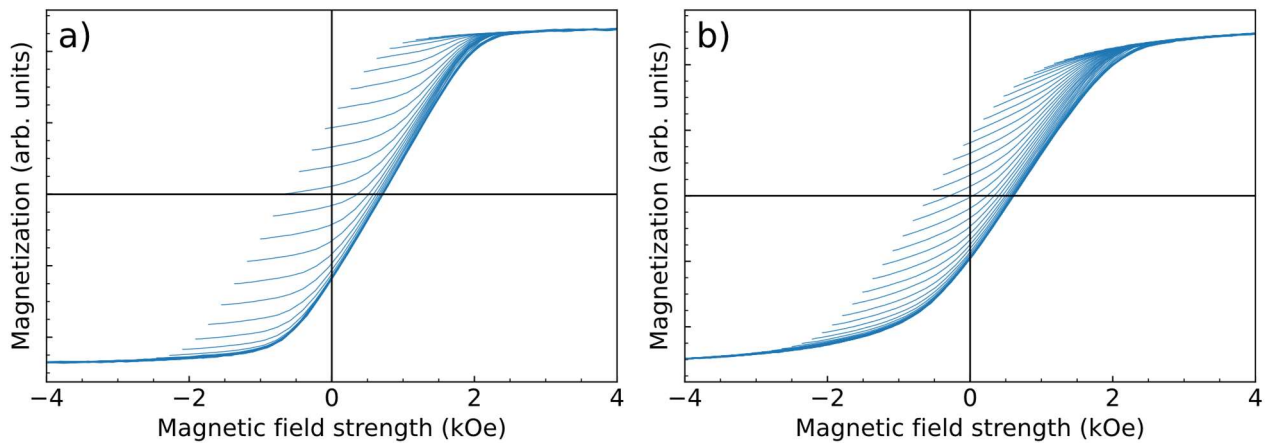 a)
Magnetization (arb. units)
−4 −2 0 2 4
Magnetic field strength (kOe)
b)
Magnetization (arb. units)
−4 −2 0 2 4
Magnetic field strength (kOe)